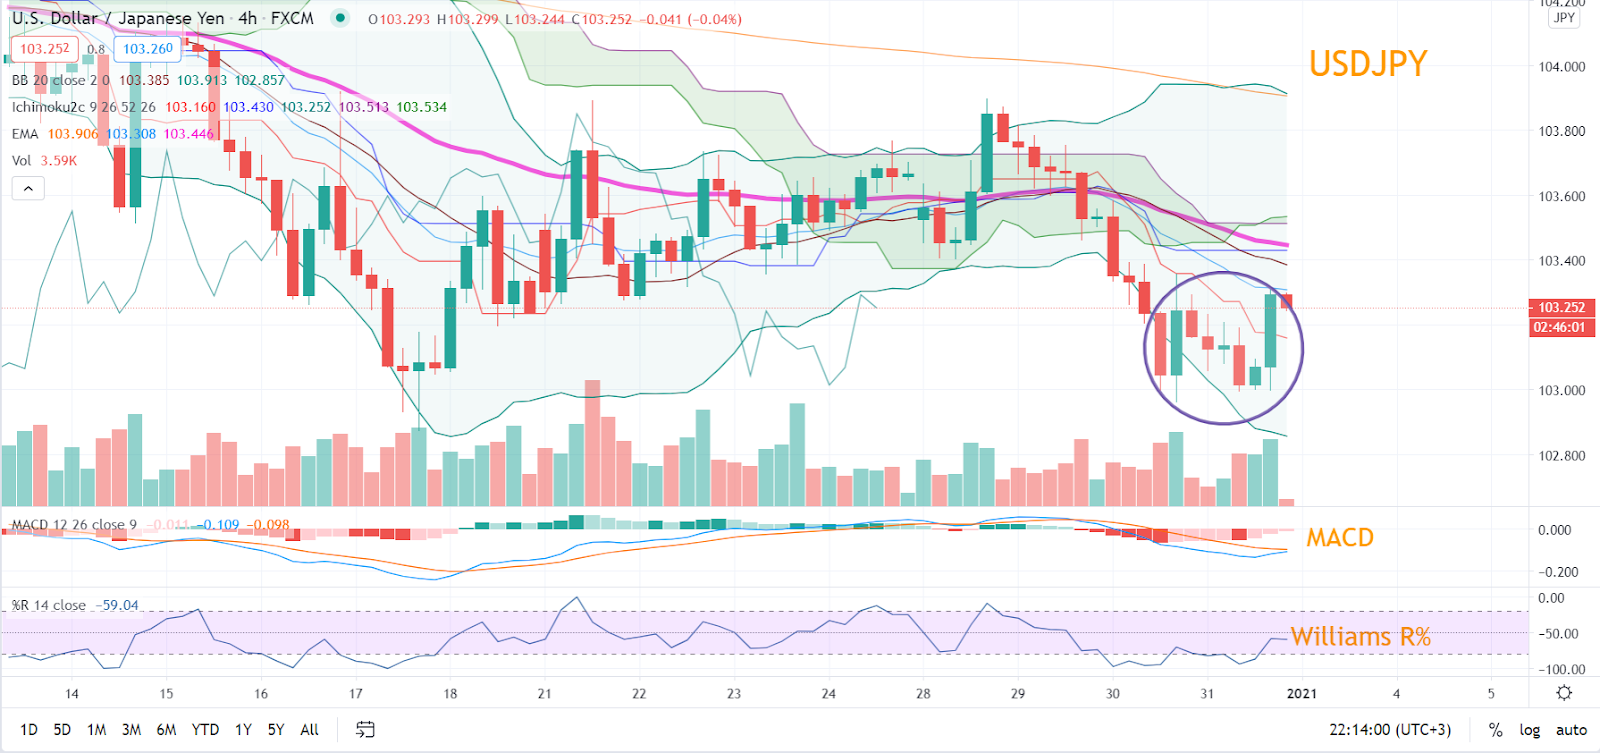 U.S. Dollar / Japanese Yen · 4h · FXCM O103.293 H103.299 L103.244 C103.252 −0.041 (−0.04%)
103.252 0.8 103.260
BB 20 close 2 0 103.385 103.913 102.857
Ichimoku2c 9 26 52 26 103.160 103.430 103.252 103.513 103.534
EMA 103.906 103.308 103.446
Vol 3.59K
USDJPY
104.200
JPY
104.000
103.800
103.600
103.400
103.252
02:46:01
103.000
102.800
MACD 12 26 close 9 −0.011 −0.109 −0.098
MACD
0.000
−0.200
%R 14 close −59.04
Williams R%
0.00
−50.00
−100.00
14 15 16 17 18 21 22 23 24 28 29 30 31 2021 4 5
1D 5D 1M 3M 6M YTD 1Y 5Y All 22:14:00 (UTC+3) % log auto